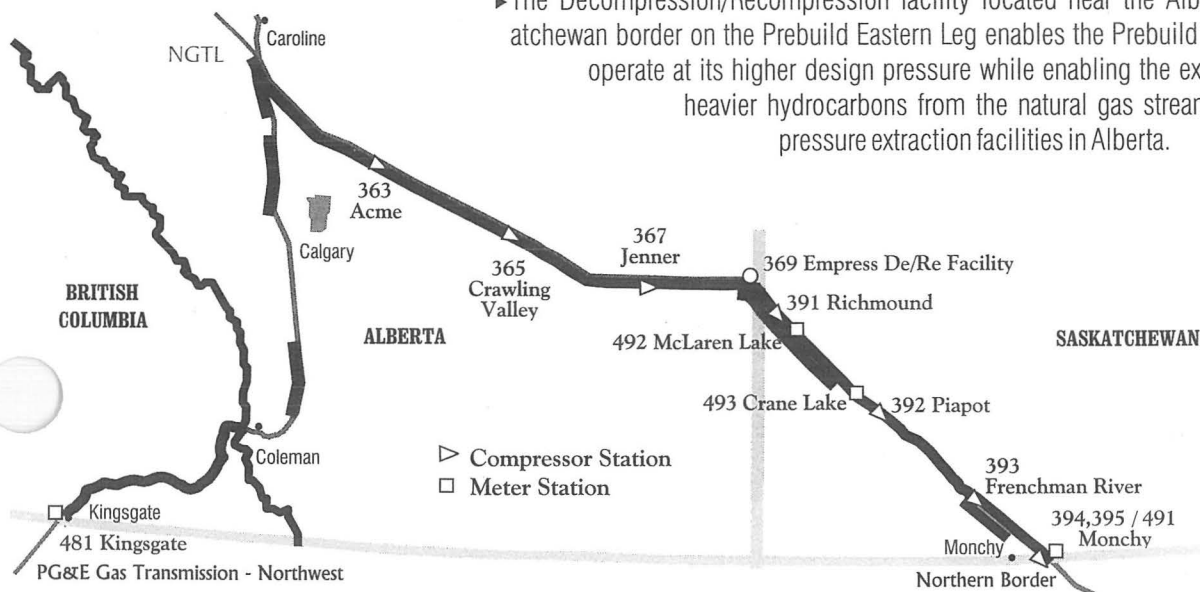 ►The Decompression/Recompression facility located near the Alb
atchewan border on the Prebuild Eastern Leg enables the Prebuild
operate at its higher design pressure while enabling the ex
heavier hydrocarbons from the natural gas strear
pressure extraction facilities in Alberta.
NGTL
Caroline
363
Acme
Calgary
365
Crawling
Valley
367
Jenner
369 Empress De/Re Facility
391 Richmound
BRITISH
COLUMBIA
ALBERTA
492 McLaren Lake
SASKATCHEWAN
493 Crane Lake
392 Piapot
Coleman
Compressor Station
Meter Station
393
Frenchman River
394,395 / 491
Monchy
Kingsgate
481 Kingsgate
PG&E Gas Transmission - Northwest
Monchy
Northern Border